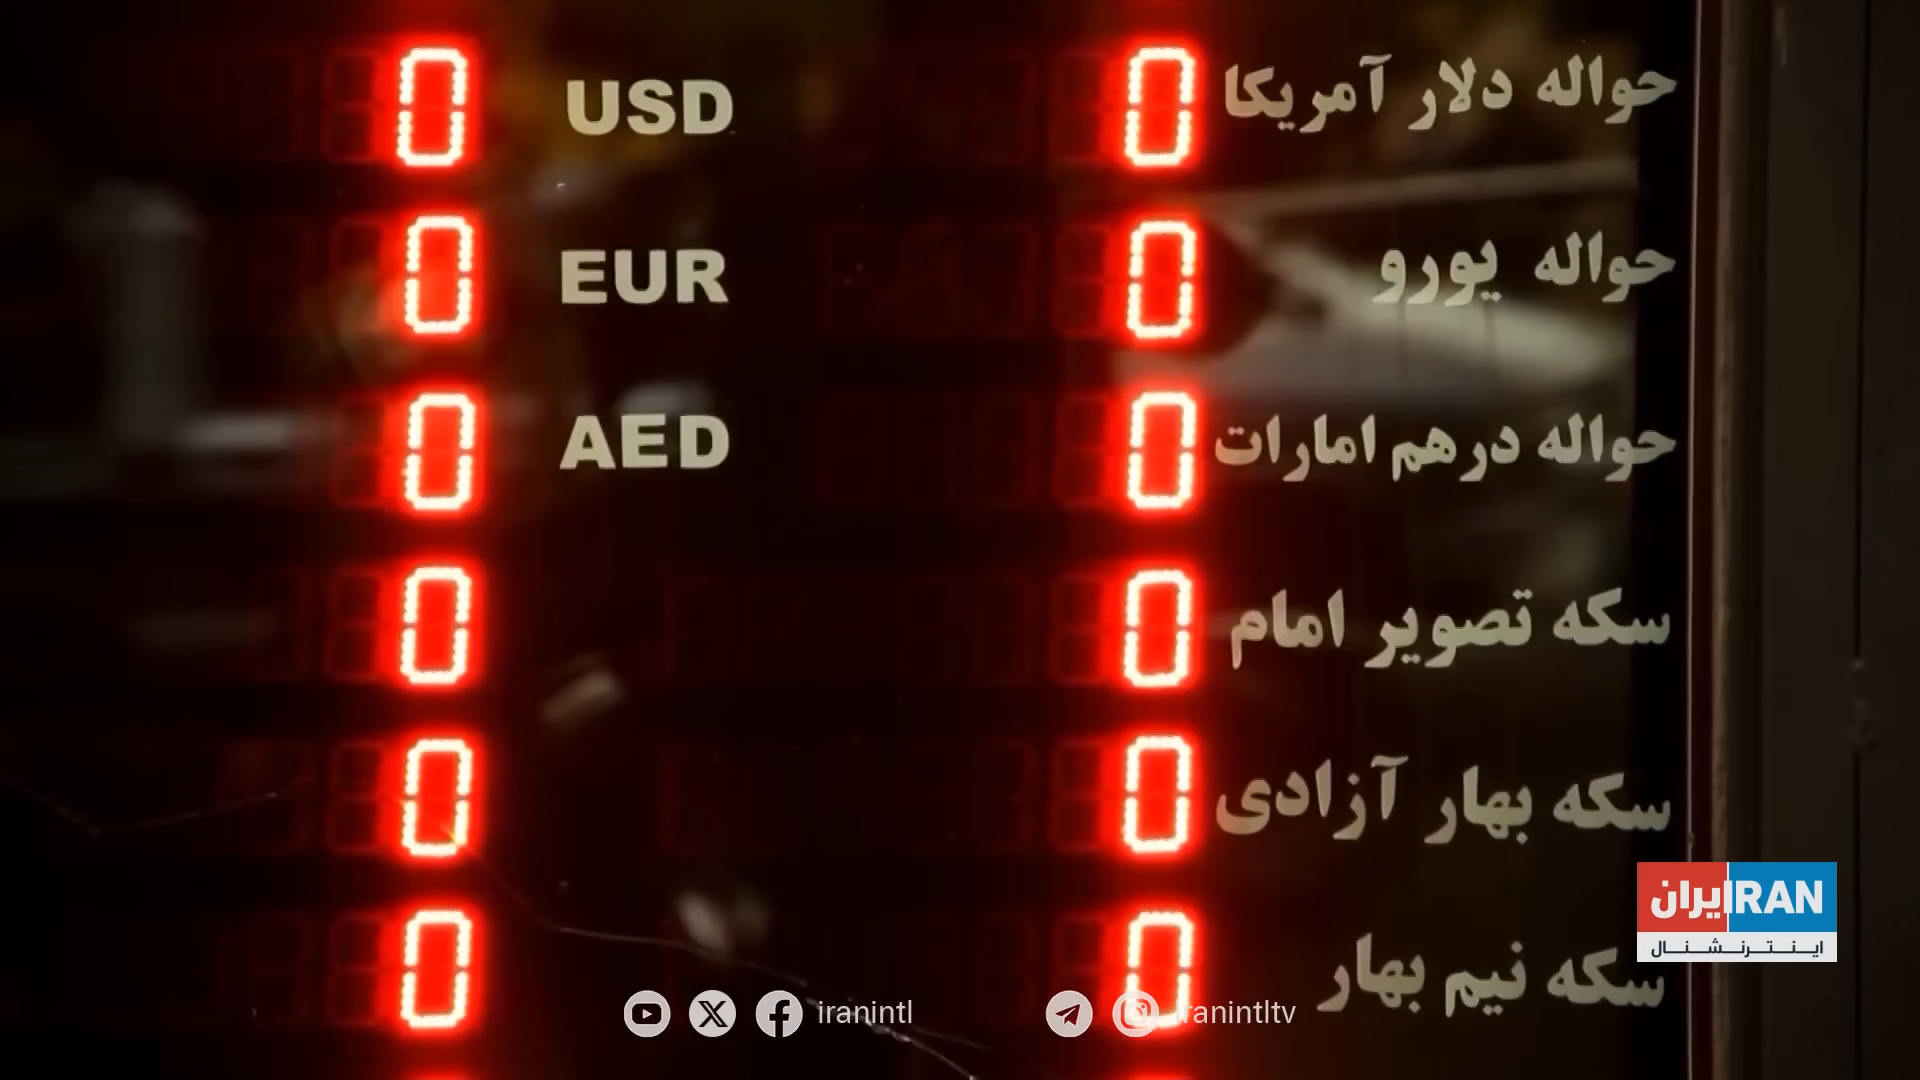 حواله دلار آمریکا 0 USD 0
حواله یورو 0 EUR 0
حواله درهم امارات 0 AED 0
سکه تصویر امام 0 0
سکه بهار آزادی 0 0
سکه نیم بهار 0 0
ایران IRAN
اینترنشنال
iranintl iranintltv